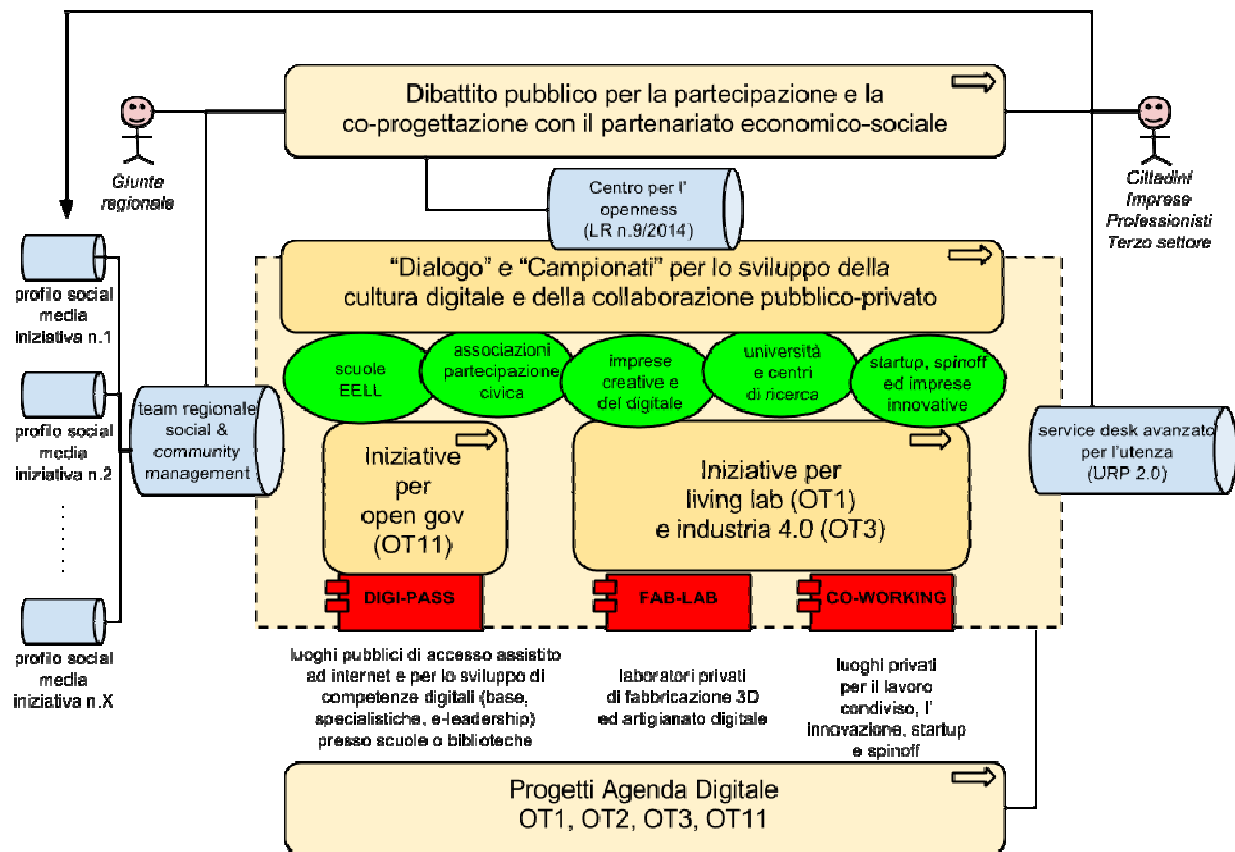 Dibattito pubblico per la partecipazione e la
co-progettazione con il partenariato economico-sociale
Giunte
regionale
Cittadini
Imprese
Professionisti
Terzo settore
Centro per l'
openness
(LR n.9/2014)
"Dialogo" e "Campionati" per lo sviluppo della
cultura digitale e della collaborazione pubblico-privato
profilo social
media
iniziativa n.1
scuole
EELL
associazioni
partecipazione
civica
imprese
creative e
del digitale
università
e centri
di ricerca
startup, spinoff
ed imprese
innovative
profilo social
media
iniziativa n.2
team regionale
social &
community
management
service desk avanzato
per l'utenza
(URP 2.0)
Iniziative
per
open gov
(OT11)
Iniziative per
living lab (OT1)
e industria 4.0 (OT3)
DIGI-PASS
FAB-LAB
CO-WORKING
profilo social
media
iniziativa n.X
luoghi pubblici di accesso assistito
ad internet e per lo sviluppo di
competenze digitali (base,
specialistiche, e-leadership)
presso scuole o biblioteche
laboratori privati
di fabbricazione 3D
ed artigianato digitale
luoghi privati
per il lavoro
condiviso, l'
innovazione, startup
e spinoff
Progetti Agenda Digitale
OT1, OT2, OT3, OT11